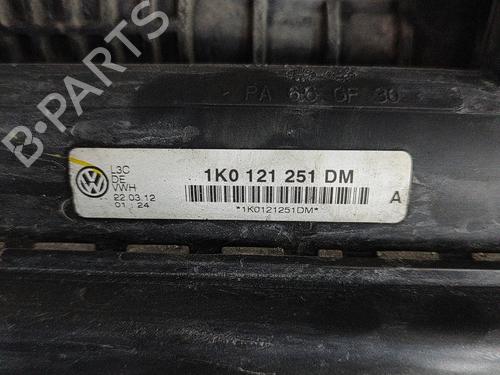 B-PARTS
- PA 66 GF 30
L3C
DE
VWH
22.03.12
01 24
1K0 121 251 DM
*1K0121251DM*
A